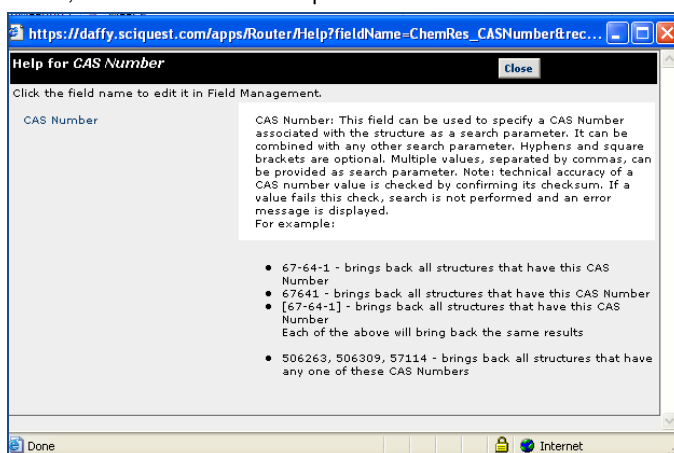 https://daffy.sciquest.com/apps/Router/Help?fieldName=ChemRes_CASNumber&rec...
Help for CAS Number
Close
Click the field name to edit it in Field Management.
CAS Number
CAS Number: This field can be used to specify a CAS Number
associated with the structure as a search parameter. It can be
combined with any other search parameter. Hyphens and square
brackets are optional. Multiple values, separated by commas, can
be provided as search parameter. Note: technical accuracy of a
CAS number value is checked by confirming its checksum. If a
value fails this check, search is not performed and an error
message is displayed.
For example:
• 67-64-1 - brings back all structures that have this CAS
Number
• 67641 - brings back all structures that have this CAS Number
• [67-64-1] - brings back all structures that have this CAS
Number
Each of the above will bring back the same results
• 506263, 506309, 57114 - brings back all structures that have
any one of these CAS Numbers
Done
Internet